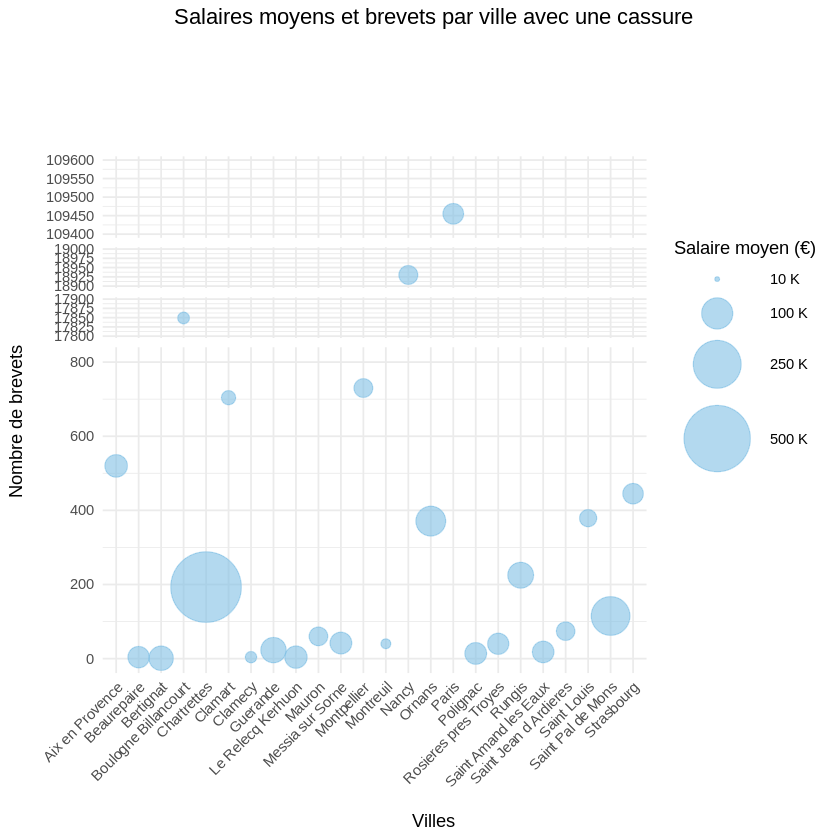 Salaires moyens et brevets par ville avec une cassure
109600
109550
109500
109450
109400
19000
18975
18950
18925
18900
17900
17875
17850
17825
17800
800
600
400
200
0
Nombre de brevets
Salaire moyen (€)
10 K
100 K
250 K
500 K
Aix en Provence
Beaurepaire
Bertignat
Boulogne Billancourt
Chartrettes
Clamart
Clamecy
Guerande
Le Relecq Kerhuon
Mauron
Messia sur Sorne
Montpellier
Montreuil
Nancy
Ornans
Paris
Polignac
Rosieres pres Troyes
Rungis
Saint Amand les Eaux
Saint Jean d Ardieres
Saint Louis
Saint Pal de Mons
Strasbourg
Villes